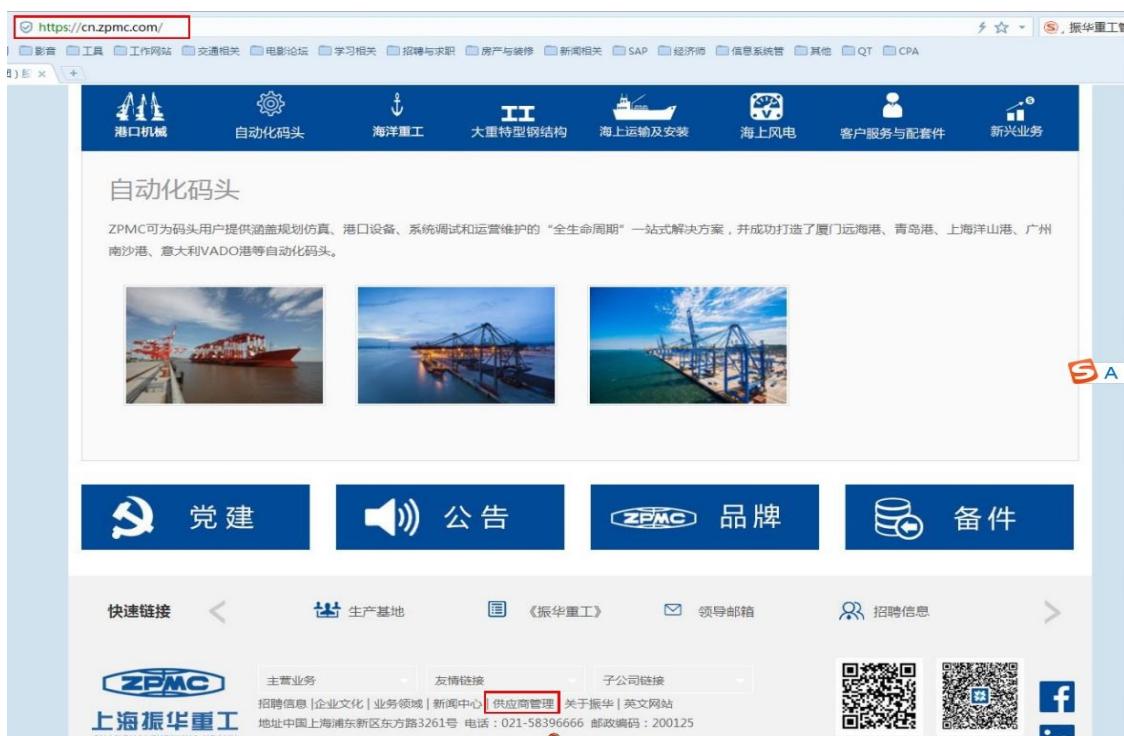 https://cn.zpmc.com/
振华重工
影音 工具 工作网站 交通相关 电影论坛 学习相关 招聘与求职 房产与装修 新闻相关 SAP 经济师 信息系统管 其他 QT CPA
港口机械 自动化码头 海洋重工 大重特型钢结构 海上运输及安装 海上风电 客户服务与配套件 新兴业务
自动化码头
ZPMC可为码头用户提供涵盖规划仿真、港口设备、系统调试和运营维护的“全生命周期”一站式解决方案，并成功打造了厦门远海港、青岛港、上海洋山港、广州
南沙港、意大利VADO港等自动化码头。
S A
党建 公告 ZPMC 品牌 备件
快速链接 生产基地 《振华重工》 领导邮箱 招聘信息
ZPMC
上海振华重工
主营业务 友情链接 子公司链接
招聘信息|企业文化|业务领域|新闻中心|供应商管理 关于振华|英文网站
地址中国上海浦东新区东方路3261号 电话：021-58396666 邮政编码：200125